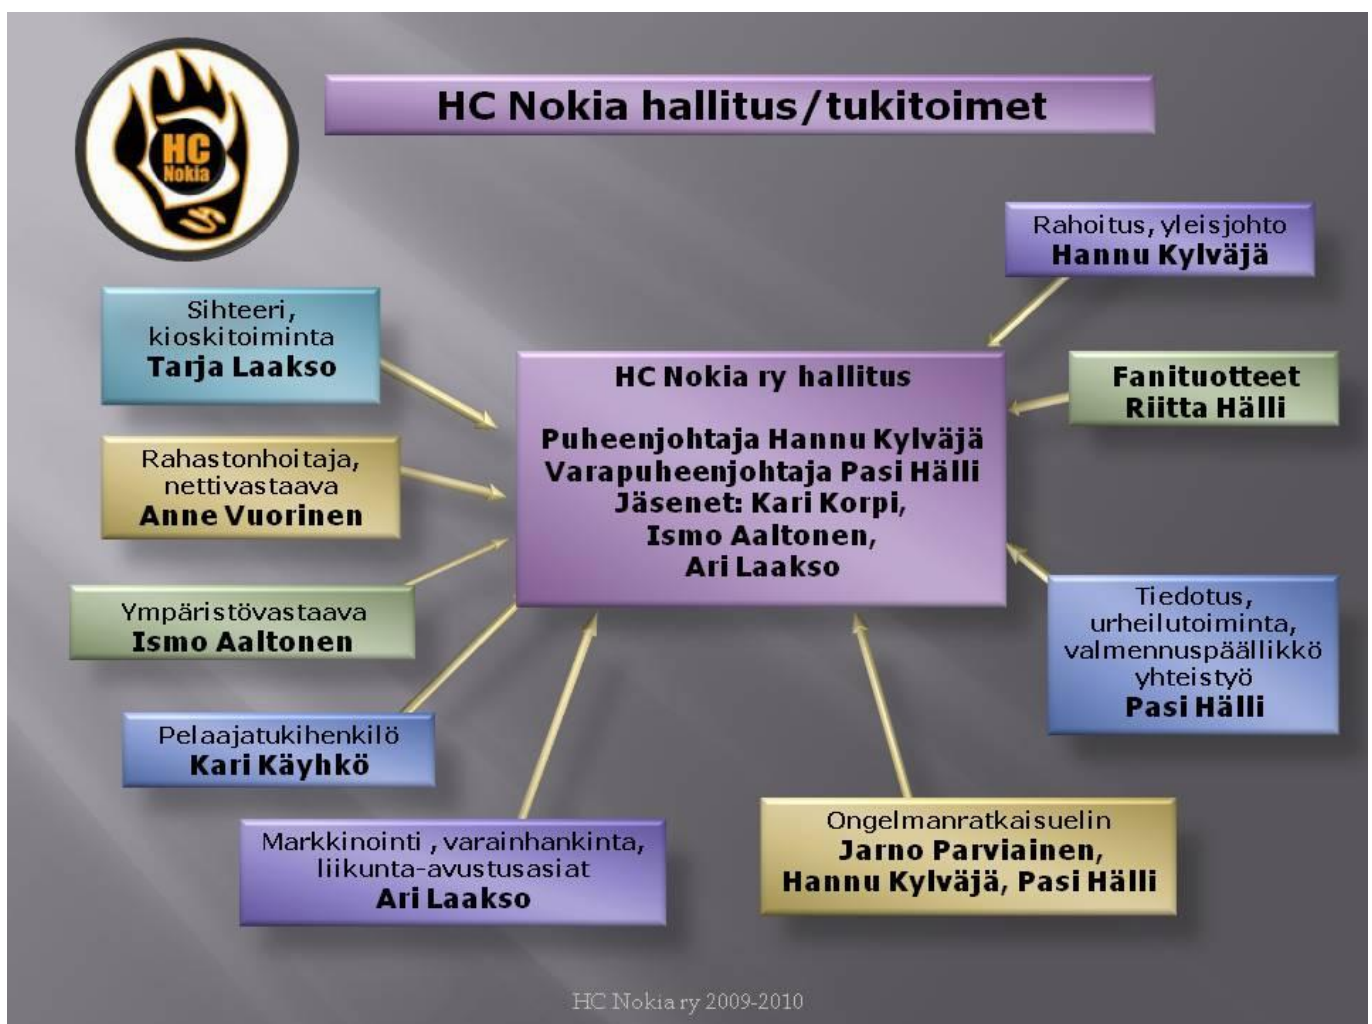 HC Nokia hallitus/tukitoimet
HC
Nokia
Rahoitus, yleisjohto
Hannu Kylväjä
Sihteeri,
kioskitoiminta
Tarja Laakso
HC Nokia ry hallitus
Puheenjohtaja Hannu Kylväjä
Varapuheenjohtaja Pasi Hälli
Jäsenet: Kari Korpi,
Ismo Aaltonen,
Ari Laakso
Fanituotteet
Riitta Hälli
Rahastonhoitaja,
nettivastaava
Anne Vuorinen
Ympäristövastaava
Ismo Aaltonen
Tiedotus,
urheilutoiminta,
valmennuspäällikkö
yhteistyö
Pasi Hälli
Pelaajatukihenkilö
Kari Käyhkö
Markkinointi , varainhankinta,
liikunta-avustusasiat
Ari Laakso
Ongelmanratkaisuelin
Jarno Parviainen,
Hannu Kylväjä, Pasi Hälli
HC Nokia ry 2009-2010